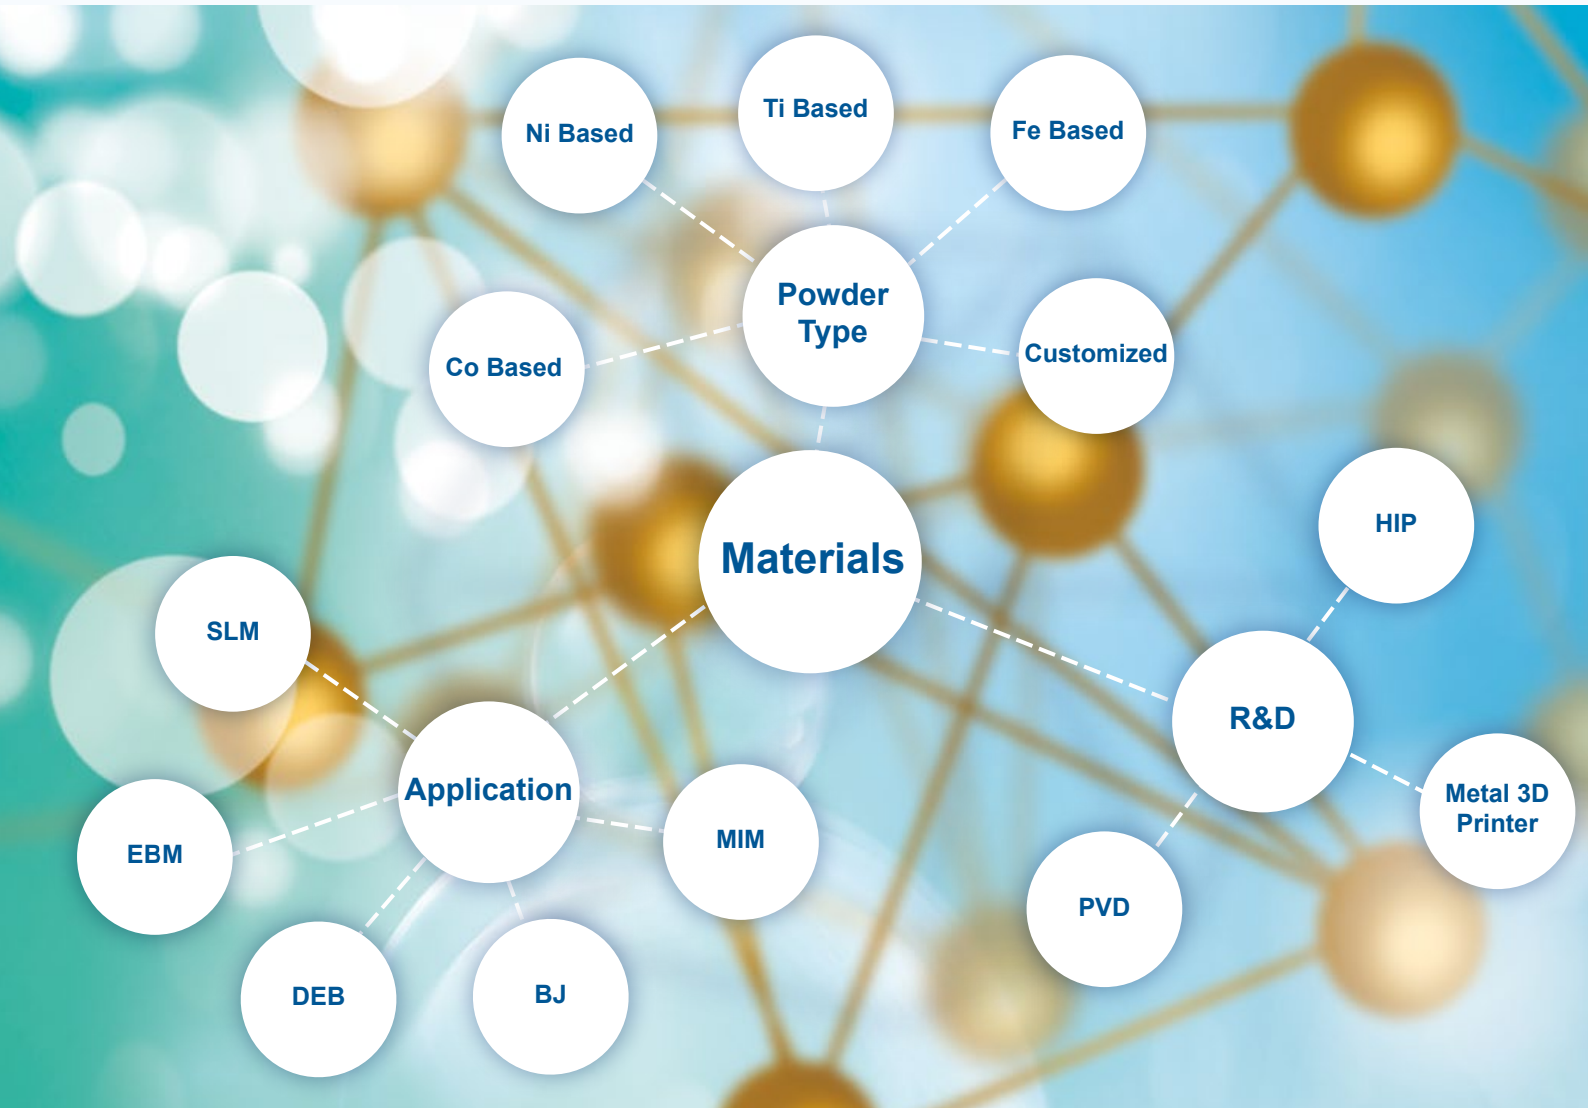 Ti Based
Ni Based
Fe Based
Powder
Type
Co Based
Customized
Materials
HIP
SLM
R&D
Application
Metal 3D
Printer
EBM
MIM
PVD
DEB
BJ